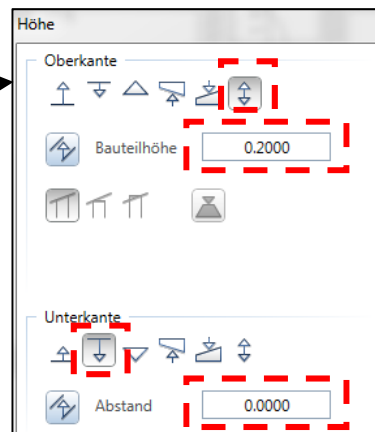 Höhe
Oberkante
Bauteilhöhe 0.2000
Unterkante
Abstand 0.0000